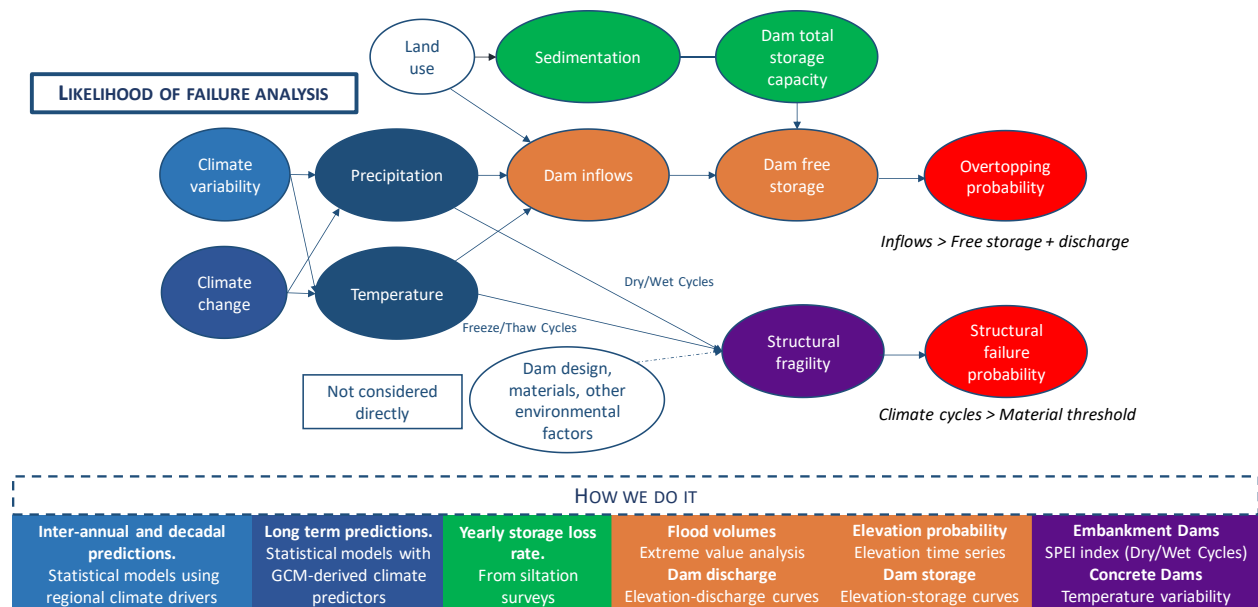 Land
use
Sedimentation
Dam total
storage
capacity
LIKELIHOOD OF FAILURE ANALYSIS
Climate
variability
Precipitation
Dam inflows
Dam free
storage
Overtopping
probability
Inflows > Free storage + discharge
Climate
change
Temperature
Dry/Wet Cycles
Freeze/Thaw Cycles
Structural
fragility
Structural
failure
probability
Not considered
directly
Dam design,
materials, other
environmental
factors
Climate cycles > Material threshold
HOW WE DO IT
Inter-annual and decadal
predictions.
Statistical models using
regional climate drivers
Long term predictions.
Statistical models with
GCM-derived climate
predictors
Yearly storage loss
rate.
From siltation
surveys
Flood volumes
Extreme value analysis
Dam discharge
Elevation-discharge curves
Elevation probability
Elevation time series
Dam storage
Elevation-storage curves
Embankment Dams
SPEI index (Dry/Wet Cycles)
Concrete Dams
Temperature variability